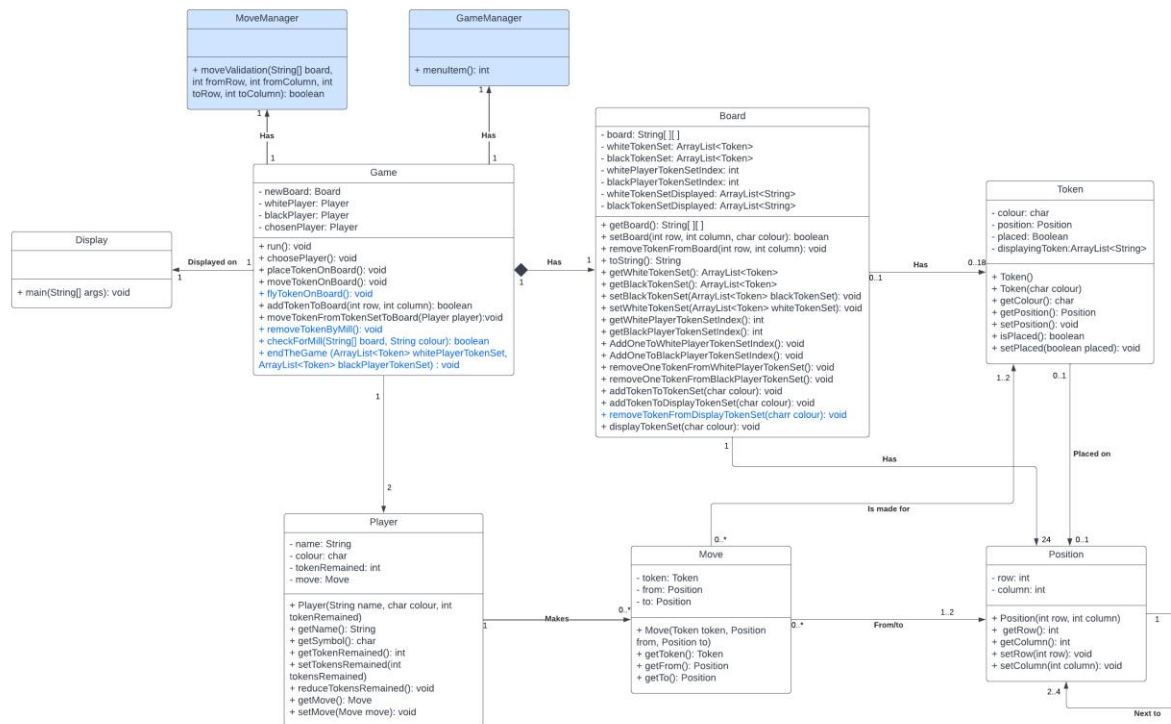 MoveManager
+ moveValidation(String[] board,
int fromRow, int fromColumn, int
toRow, int toColumn): boolean
GameManager
+ menuItem(): int
1
Has
1
1
Has
1
Game
- newBoard: Board
- whitePlayer: Player
- blackPlayer: Player
- chosenPlayer: Player
+ run(): void
+ choosePlayer(): void
+ placeTokenOnBoard(): void
+ moveTokenOnBoard(): void
+ flyTokenOnBoard(): void
+ addTokenToBoard(int row, int column): boolean
+ moveTokenFromTokenSetToBoard(Player player):void
+ removeTokenByMill(): void
+ checkForMill(String[] board, String colour): boolean
+ endTheGame (ArrayList<Token> whitePlayerTokenSet,
ArrayList<Token> blackPlayerTokenSet) : void
Display
+ main(String[] args): void
1
Displayed on
1
1
Has
1
Board
- board: String[ ][ ]
- whiteTokenSet: ArrayList<Token>
- blackTokenSet: ArrayList<Token>
- whitePlayerTokenSetIndex: int
- blackPlayerTokenSetIndex: int
- whiteTokenSetDisplayed: ArrayList<String>
- blackTokenSetDisplayed: ArrayList<String>
+ getBoard(): String[ ][ ]
+ setBoard(int row, int column, char colour): boolean
+ removeTokenFromBoard(int row, int column): void
+ toString(): String
+ getWhiteTokenSet(): ArrayList<Token>
+ getBlackTokenSet(): ArrayList<Token>
+ setBlackTokenSet(ArrayList<Token> blackTokenSet): void
+ setWhiteTokenSet(ArrayList<Token> whiteTokenSet): void
+ getWhitePlayerTokenSetIndex(): int
+ getBlackPlayerTokenSetIndex(): int
+ AddOneToWhitePlayerTokenSetIndex(): void
+ AddOneToBlackPlayerTokenSetIndex(): void
+ removeOneTokenFromWhitePlayerTokenSet(): void
+ removeOneTokenFromBlackPlayerTokenSet(): void
+ addTokenToTokenSet(char colour): void
+ addTokenToDisplayTokenSet(char colour): void
+ removeTokenFromDisplayTokenSet(charr colour): void
+ displayTokenSet(char colour): void
0..1
Has
0..18
Token
- colour: char
- position: Position
- placed: Boolean
- displayingToken:ArrayList<String>
+ Token()
+ Token(char colour)
+ getColour(): char
+ getPosition(): Position
+ setPosition(): void
+ isPlaced(): boolean
+ setPlaced(boolean placed): void
1..2
0..1
Placed on
0..1
1
Has
24
Is made for
0..*
1
2
Player
- name: String
- colour: char
- tokenRemained: int
- move: Move
+ Player(String name, char colour, int
tokenRemained)
+ getName(): String
+ getSymbol(): char
+ getTokenRemained(): int
+ setTokensRemained(int
tokensRemained)
+ reduceTokensRemained(): void
+ getMove(): Move
+ setMove(Move move): void
1
Makes
0..*
Move
- token: Token
- from: Position
- to: Position
+ Move(Token token, Position
from, Position to)
+ getToken(): Token
+ getFrom(): Position
+ getTo(): Position
0..*
From/to
1..2
Position
- row: int
- column: int
+ Position(int row, int column)
+ getRow(): int
+ getColumn(): int
+ setRow(int row): void
+ setColumn(int column): void
1
2..4
Next to